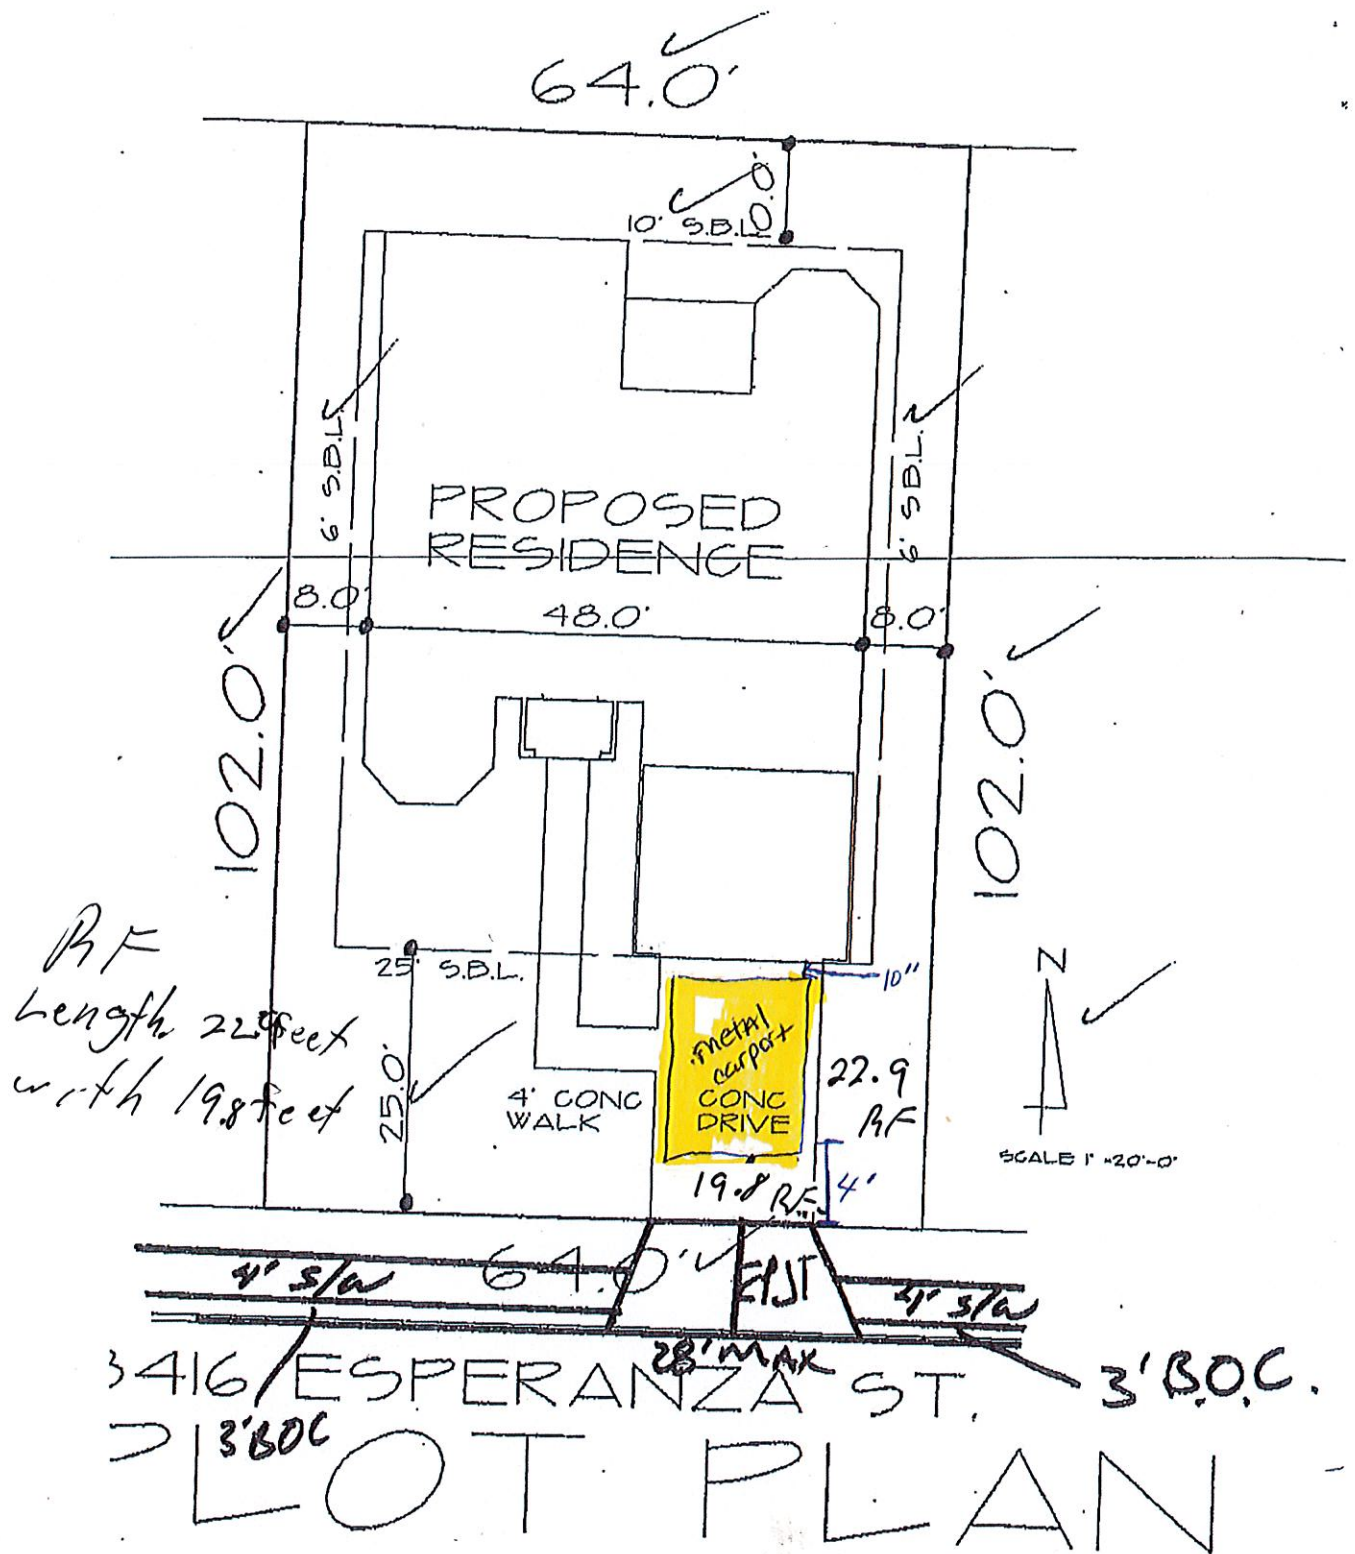 64.0'
10.0'
10' S.B.L.
6' S.B.L.
6' S.B.L.
PROPOSED
RESIDENCE
8.0'
48.0'
8.0'
102.0'
102.0'
RF
Length 22.9 feet
with 19.8 feet
25' S.B.L.
25.0'
10"
N
metal
carport
4' CONC
WALK
CONC
DRIVE
22.9
RF
SCALE 1"=20'-0"
19.8 RF
4'
64.0'
4' S/W
4' S/W
28' MAX
3416 ESPERANZA ST.
3' B.O.C.
3' BOC
PLOT PLAN